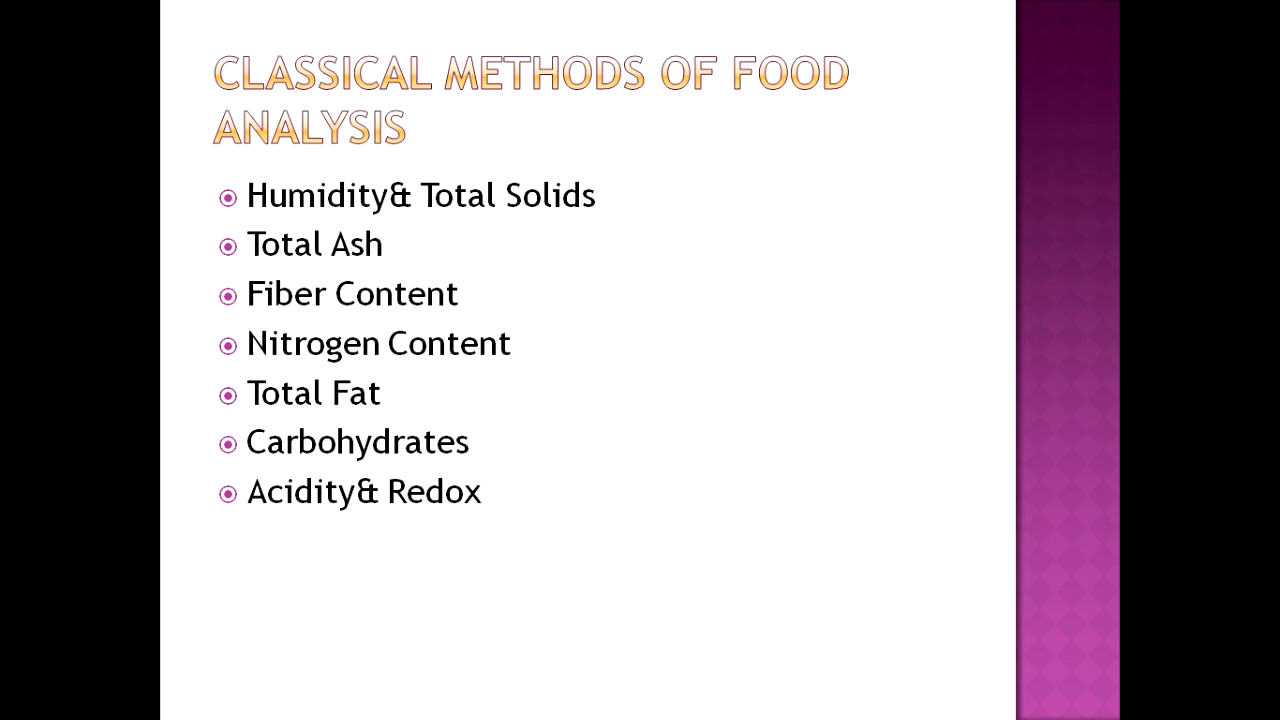 CLASSICAL METHODS OF FOOD
ANALYSIS
Humidity& Total Solids
Total Ash
Fiber Content
Nitrogen Content
Total Fat
Carbohydrates
Acidity& Redox